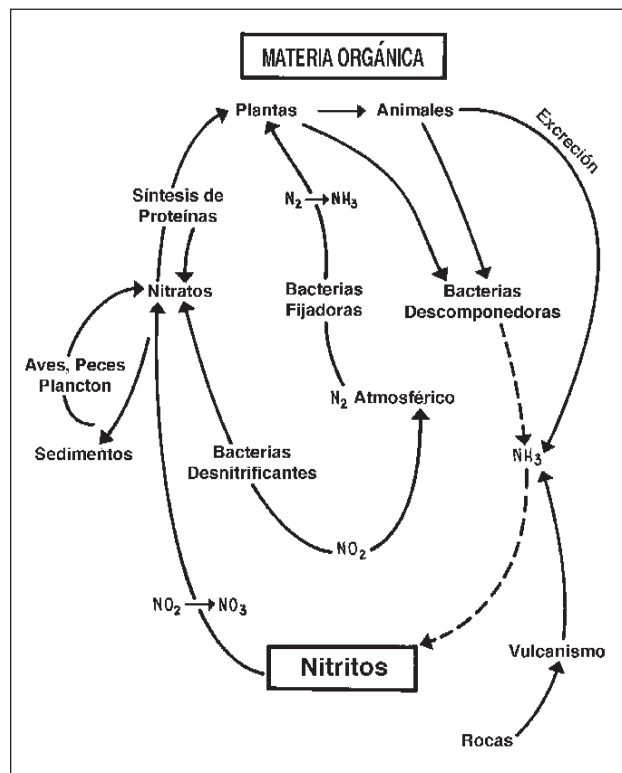 MATERIA ORGÁNICA
Plantas → Animales
Excreción
Síntesis de
Proteínas
N₂ → NH₃
Nitratos
Bacterias
Fijadoras
Bacterias
Descomponedoras
Aves, Peces
Plancton
N₂ Atmosférico
Sedimentos
Bacterias
Desnitrificantes
NH₃
NO₂
NO₂ → NO₃
Nitritos
Vulcanismo
Rocas